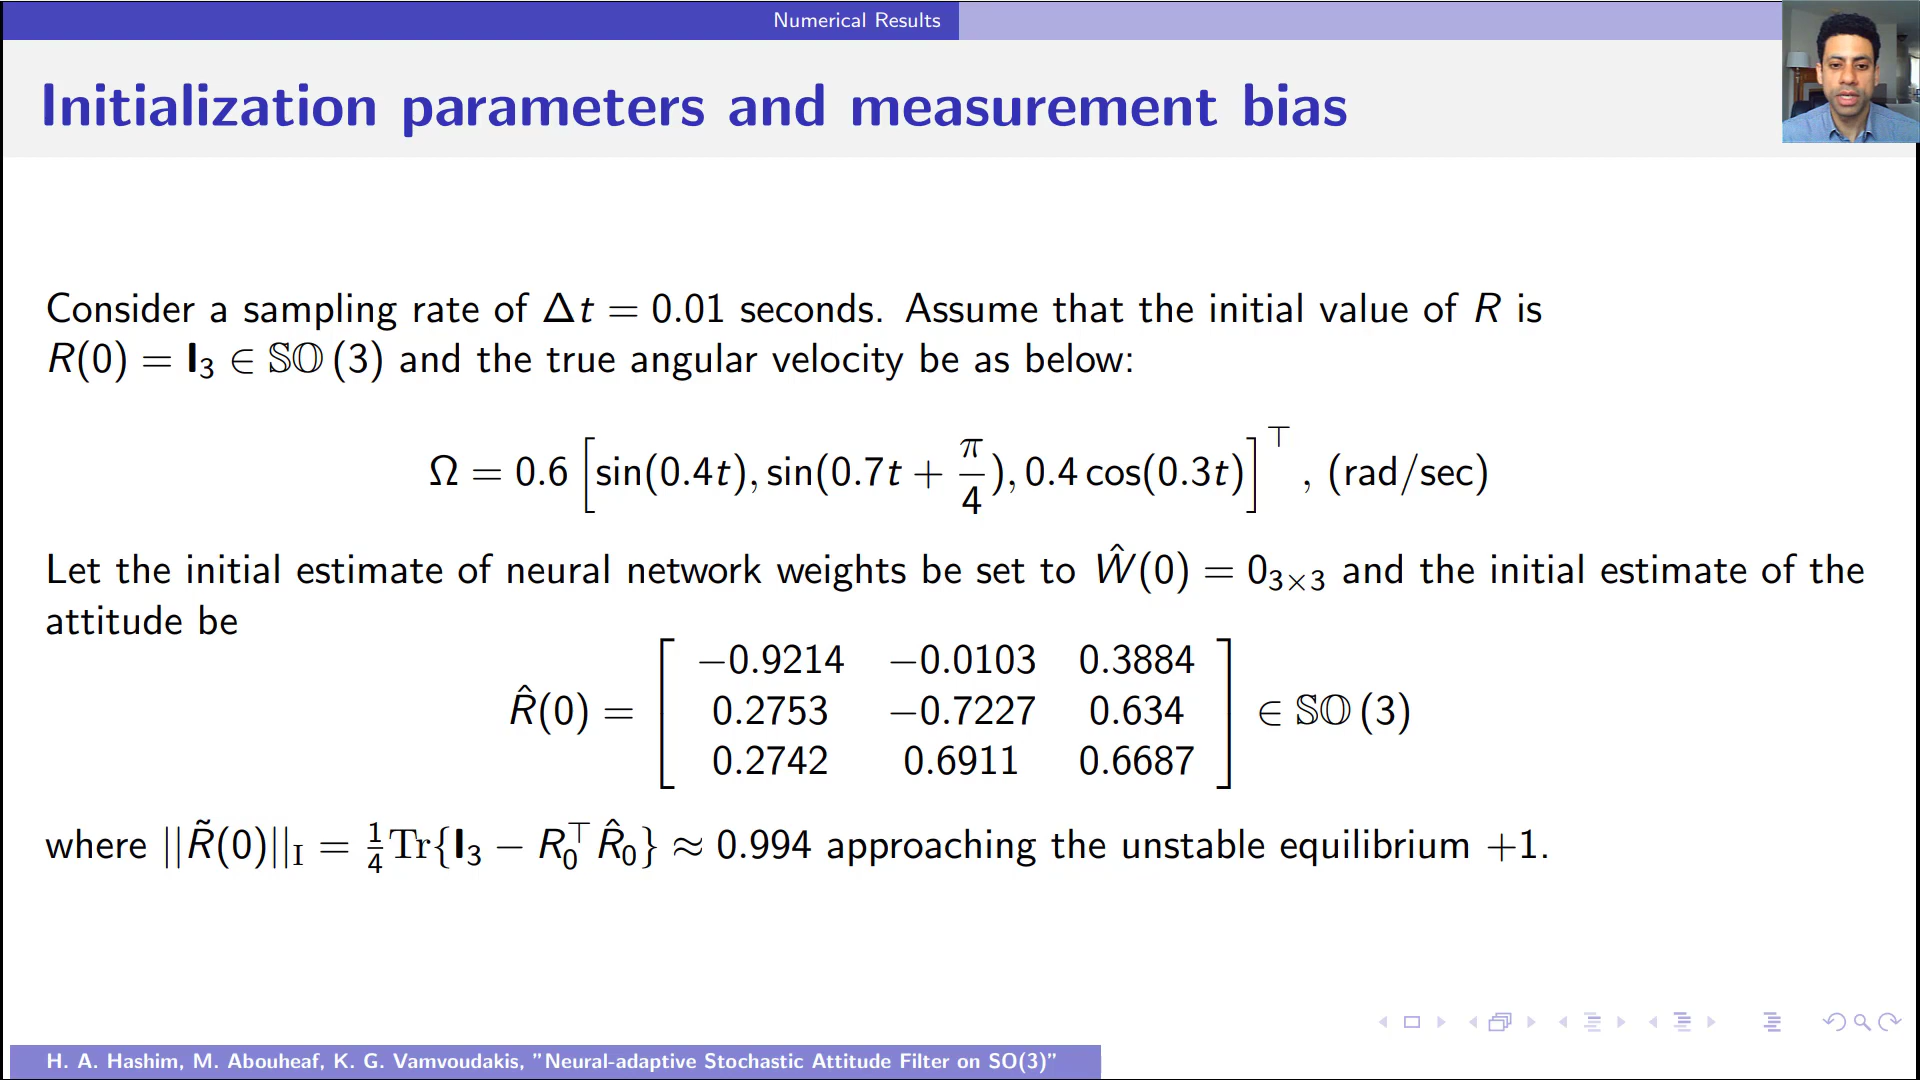 Numerical Results
Initialization parameters and measurement bias
Consider a sampling rate of Δt = 0.01 seconds. Assume that the initial value of R is
R(0) = I₃ ∈ 𝕊𝕆 (3) and the true angular velocity be as below:
Ω = 0.6 [sin(0.4t), sin(0.7t + π/4), 0.4 cos(0.3t)]^⊤, (rad/sec)
Let the initial estimate of neural network weights be set to Ŵ(0) = 0₃ₓ₃ and the initial estimate of the
attitude be
−0.9214 −0.0103 0.3884
R̂(0) = [0.2753 −0.7227 0.634] ∈ 𝕊𝕆 (3)
0.2742 0.6911 0.6687
where ||R̃(0)||_I = ¼Tr{I₃ − R₀^⊤R̂₀} ≈ 0.994 approaching the unstable equilibrium +1.
H. A. Hashim, M. Abouheaf, K. G. Vamvoudakis, "Neural-adaptive Stochastic Attitude Filter on SO(3)"